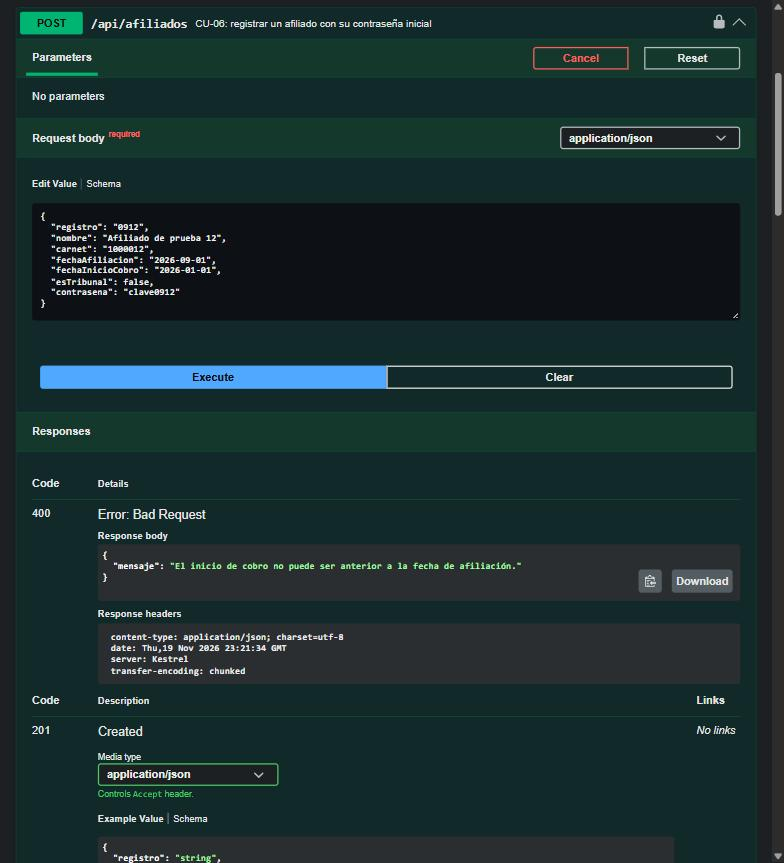 POST /api/afiliados CU-06: registrar un afiliado con su contraseña inicial
Parameters
Cancel
Reset
No parameters
Request body required
application/json
Edit Value | Schema
{
"registro": "0912",
"nombre": "Afiliado de prueba 12",
"carnet": "1000012",
"fechaAfiliacion": "2026-09-01",
"fechaInicioCobro": "2026-01-01",
"esTribunal": false,
"contrasena": "clave0912"
}
Execute
Clear
Responses
Code Details
400 Error: Bad Request
Response body
{
"mensaje": "El inicio de cobro no puede ser anterior a la fecha de afiliación."
}
Download
Response headers
content-type: application/json; charset=utf-8
date: Thu,19 Nov 2026 23:21:34 GMT
server: Kestrel
transfer-encoding: chunked
Code Description Links
201 Created No links
Media type
application/json
Controls Accept header.
Example Value | Schema
{
"registro": "string",